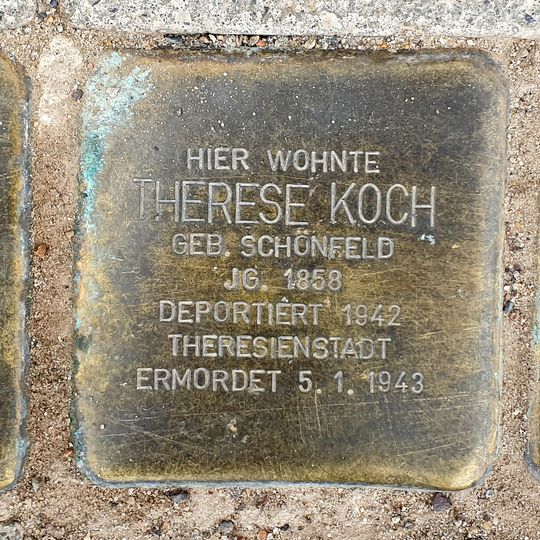 HIER WOHNTE
THERESE KOCH
GEB. SCHÖNFELD
JG. 1858
DEPORTIERT 1942
THERESIENSTADT
ERMORDET 5. 1. 1943